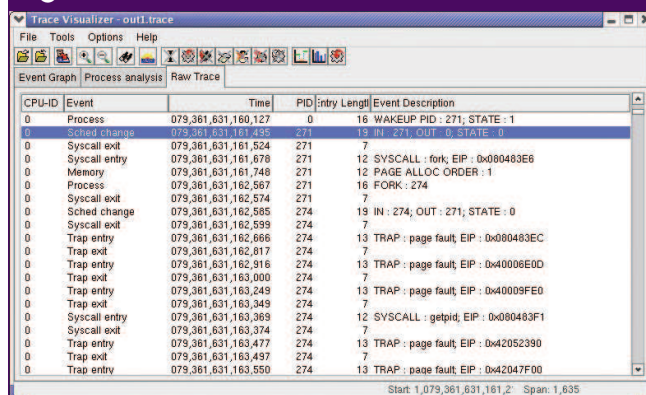 Trace Visualizer - out1.trace
File Tools Options Help
Event Graph Process analysis Raw Trace
CPU-ID Event Time PID Entry Length Event Description
0 Process 079,361,631,160,127 0 16 WAKEUP PID : 271; STATE : 1
0 Sched change 079,361,631,161,495 271 19 IN : 271; OUT : 0; STATE : 0
0 Syscall exit 079,361,631,161,524 271 7
0 Syscall entry 079,361,631,161,678 271 12 SYSCALL : fork; EIP : 0x080483E6
0 Memory 079,361,631,161,748 271 12 PAGE ALLOC ORDER : 1
0 Process 079,361,631,162,567 271 16 FORK : 274
0 Syscall exit 079,361,631,162,574 271 7
0 Sched change 079,361,631,162,585 274 19 IN : 274; OUT : 271; STATE : 0
0 Syscall exit 079,361,631,162,599 274 7
0 Trap entry 079,361,631,162,666 274 13 TRAP : page fault; EIP : 0x080483EC
0 Trap exit 079,361,631,162,817 274 7
0 Trap entry 079,361,631,162,916 274 13 TRAP : page fault; EIP : 0x40006E0D
0 Trap exit 079,361,631,163,000 274 7
0 Trap entry 079,361,631,163,249 274 13 TRAP : page fault; EIP : 0x40009FE0
0 Trap exit 079,361,631,163,349 274 7
0 Syscall entry 079,361,631,163,369 274 12 SYSCALL : getpid; EIP : 0x080483F1
0 Syscall exit 079,361,631,163,374 274 7
0 Trap entry 079,361,631,163,477 274 13 TRAP : page fault; EIP : 0x42052390
0 Trap exit 079,361,631,163,497 274 7
0 Trap entry 079,361,631,163,550 274 13 TRAP : page fault; EIP : 0x42047F00
Start: 1,079,361,631,161,2 Span: 1,635